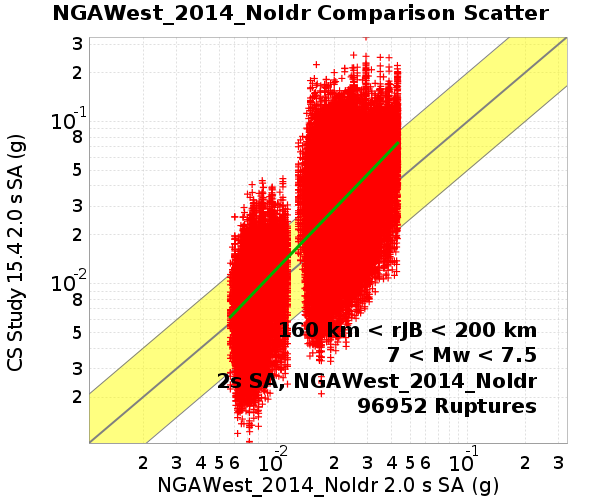 NGAWest_2014_NoIdr Comparison Scatter
CS Study 15.4 2.0 s SA (g)
3
2
10-1
8
5
3
2
10-2
8
5
3
2
160 km < rJB < 200 km
7 < Mw < 7.5
2s SA, NGAWest_2014_NoIdr
96952 Ruptures
2 3 4 5 6 10-2 2 3 4 5 6 10-1 2 3
NGAWest_2014_NoIdr 2.0 s SA (g)